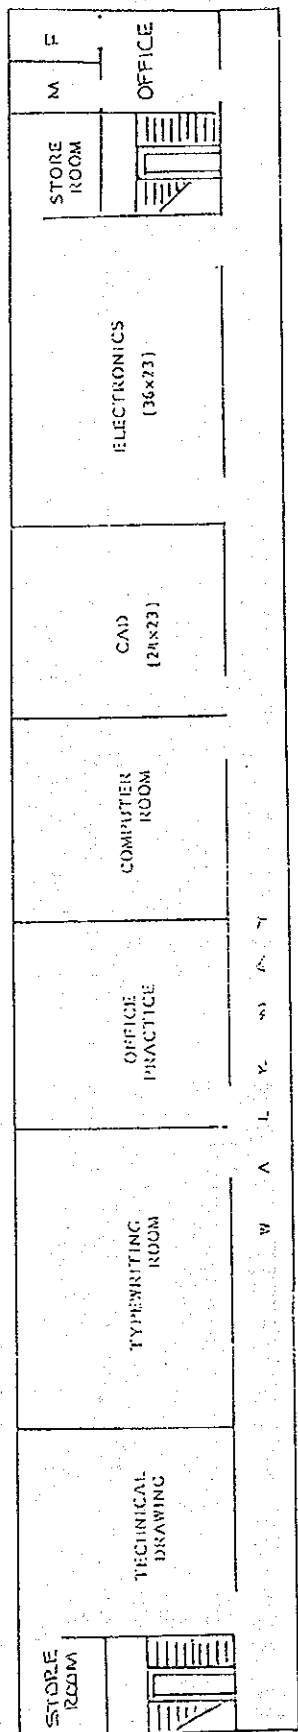 STORE
ROOM
TECHNICAL
DRAWING
TYPEWRITING
ROOM
OFFICE
PRACTICE
COMPUTER
ROOM
CAD
(24x23)
ELECTRONICS
(36x23)
STORE
ROOM
M F
OFFICE
W A L K W A Y